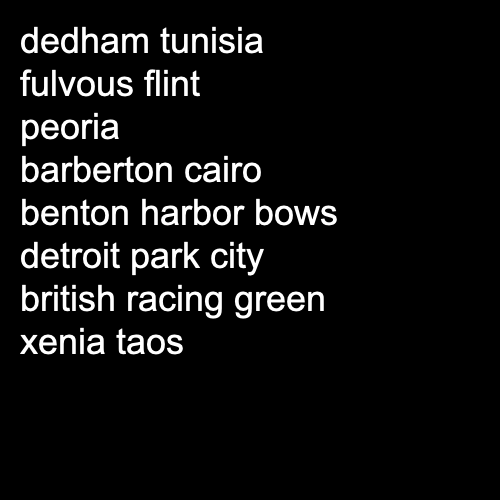 dedham tunisia
fulvous flint
peoria
barberton cairo
benton harbor bows
detroit park city
british racing green
xenia taos